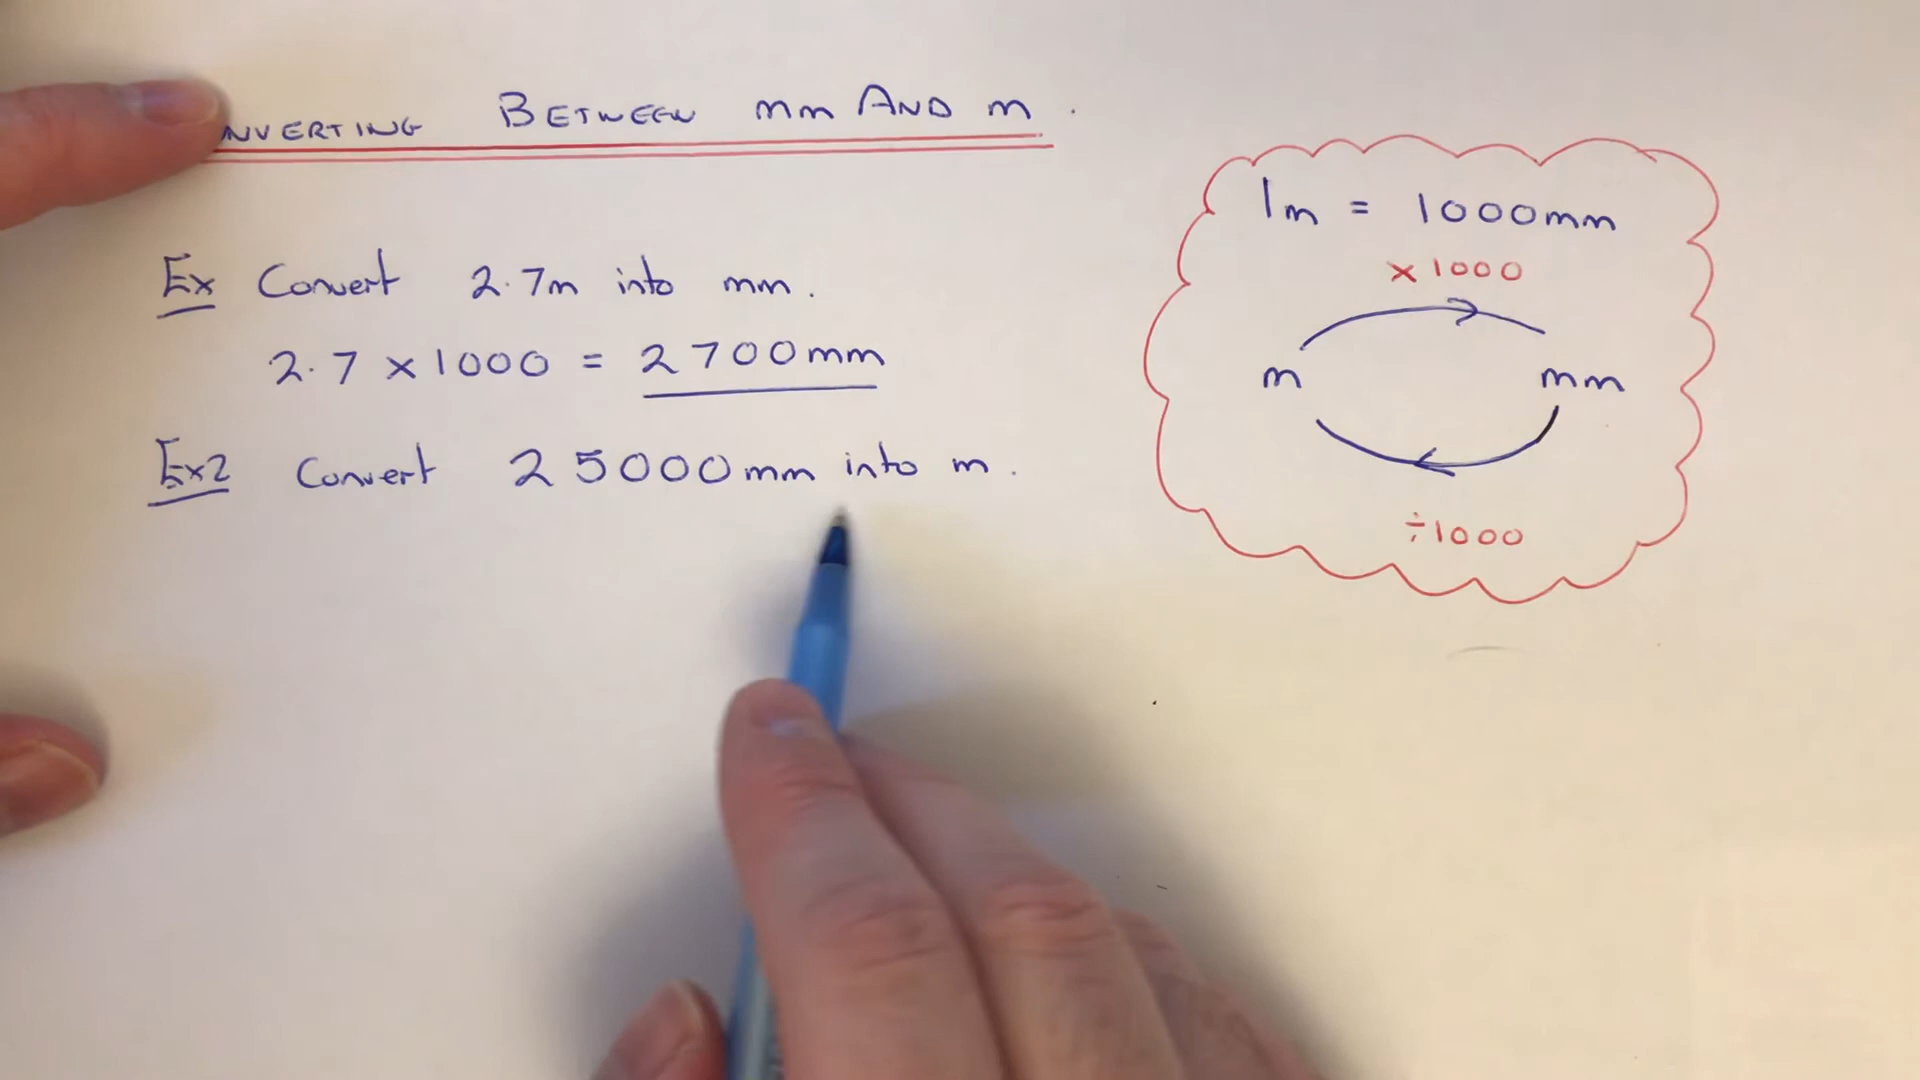 NVERTING BETWEEN mm AND m.
Ex Convert 2.7m into mm.
2.7 × 1000 = 2700mm
Ex2 Convert 25000mm into m.
1m = 1000mm
×1000
m mm
÷1000